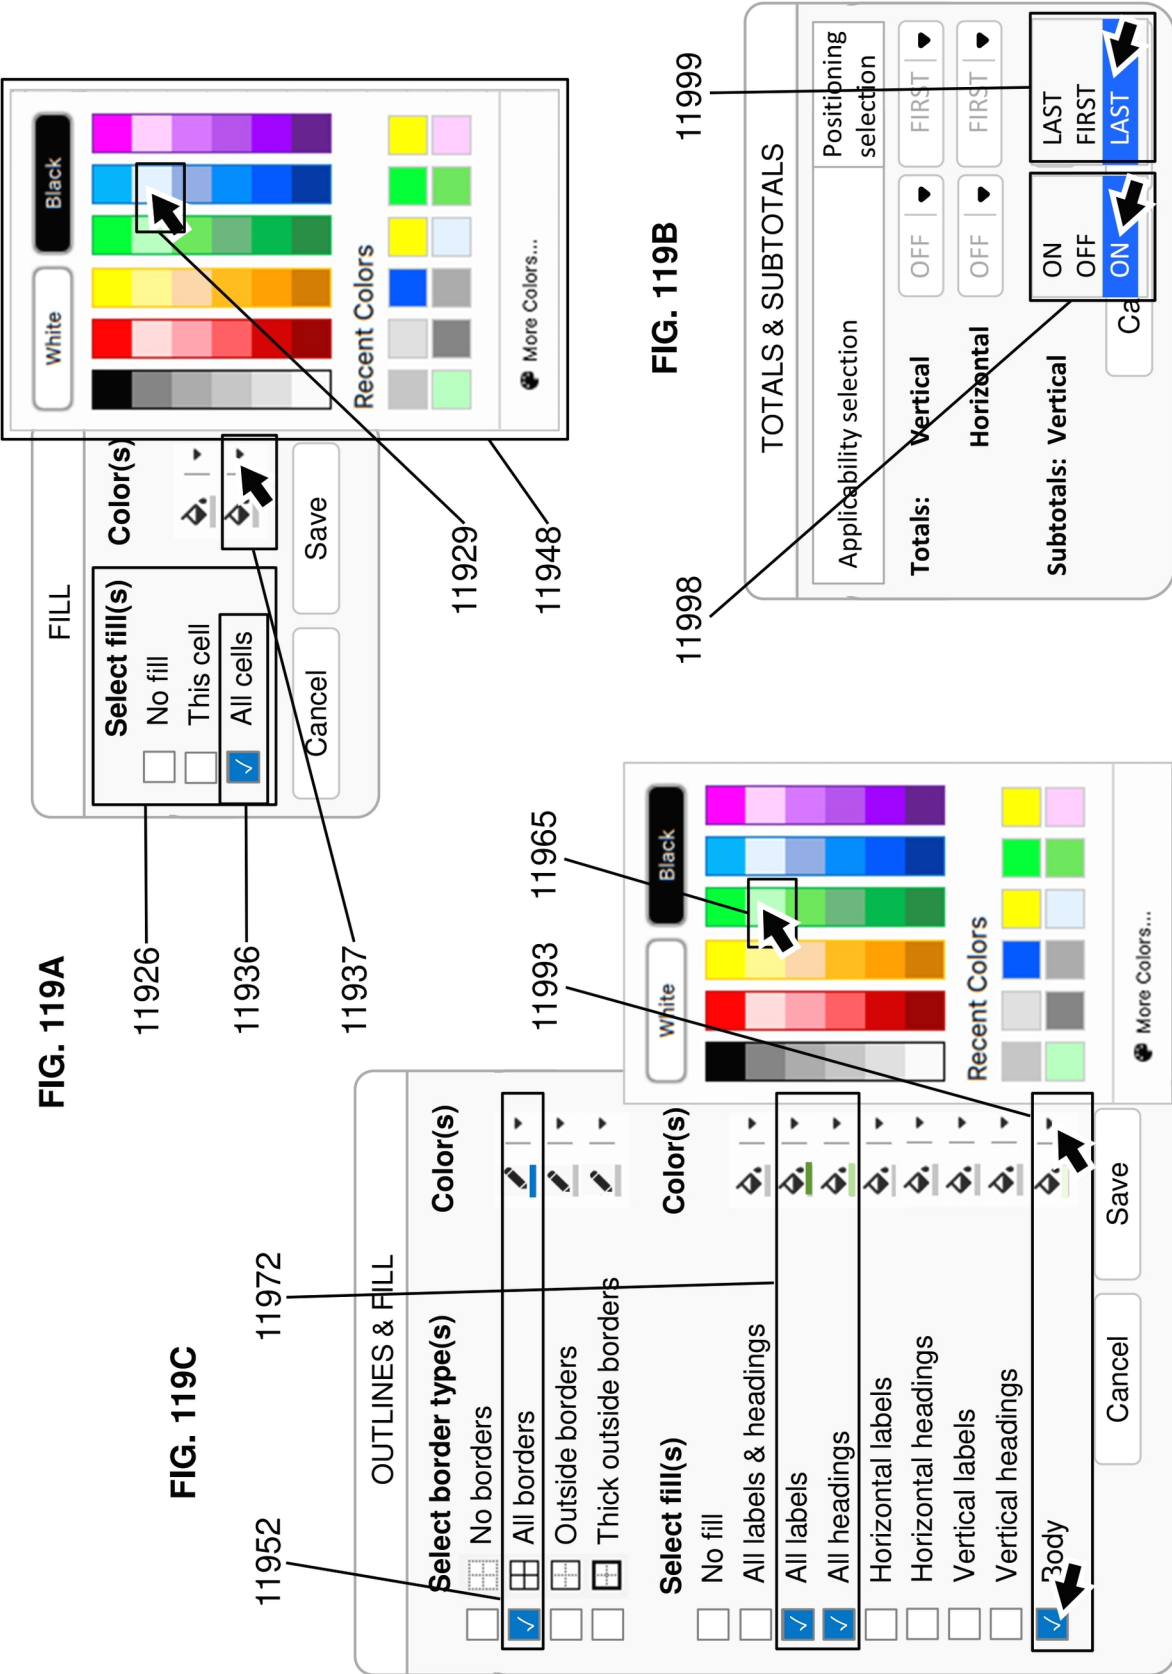 FIG. 119A
FILL
Select fill(s)
Color(s)
No fill
This cell
All cells
Cancel
Save
White
Black
Recent Colors
More Colors...
11926
11936
11937
11929
11948
FIG. 119B
TOTALS & SUBTOTALS
Applicability selection
Positioning
selection
Totals: Vertical
OFF
FIRST
Horizontal
OFF
FIRST
Subtotals: Vertical
ON
OFF
ON
LAST
FIRST
LAST
Ca
11998
11999
FIG. 119C
OUTLINES & FILL
Select border type(s)
Color(s)
No borders
All borders
Outside borders
Thick outside borders
Select fill(s)
Color(s)
No fill
All labels & headings
All labels
All headings
Horizontal labels
Horizontal headings
Vertical labels
Vertical headings
Body
Cancel
Save
White
Black
Recent Colors
More Colors...
11952
11972
11993
11965